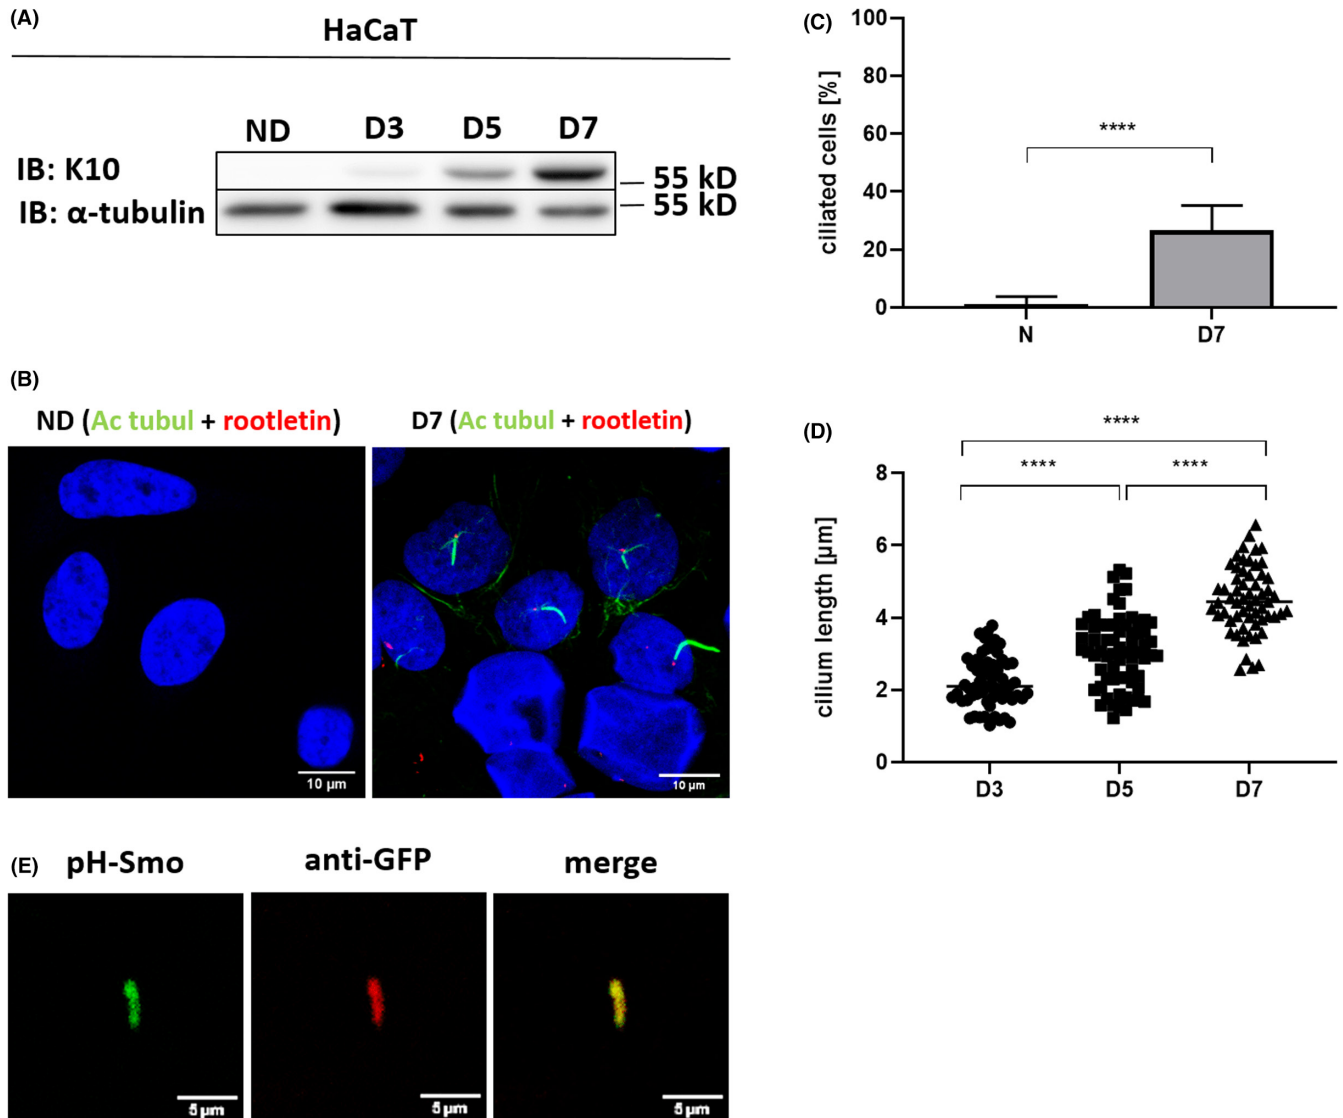 (A)
HaCaT
ND D3 D5 D7
IB: K10
55 kD
IB: α-tubulin
55 kD
(B)
ND (Ac tubul + rootletin)
D7 (Ac tubul + rootletin)
10 µm
10 µm
(C)
ciliated cells [%]
100
80
60
40
20
0
****
N D7
(D)
cilium length [µm]
8
6
4
2
0
****
**** ****
D3 D5 D7
(E)
pH-Smo anti-GFP merge
5 µm
5 µm
5 µm